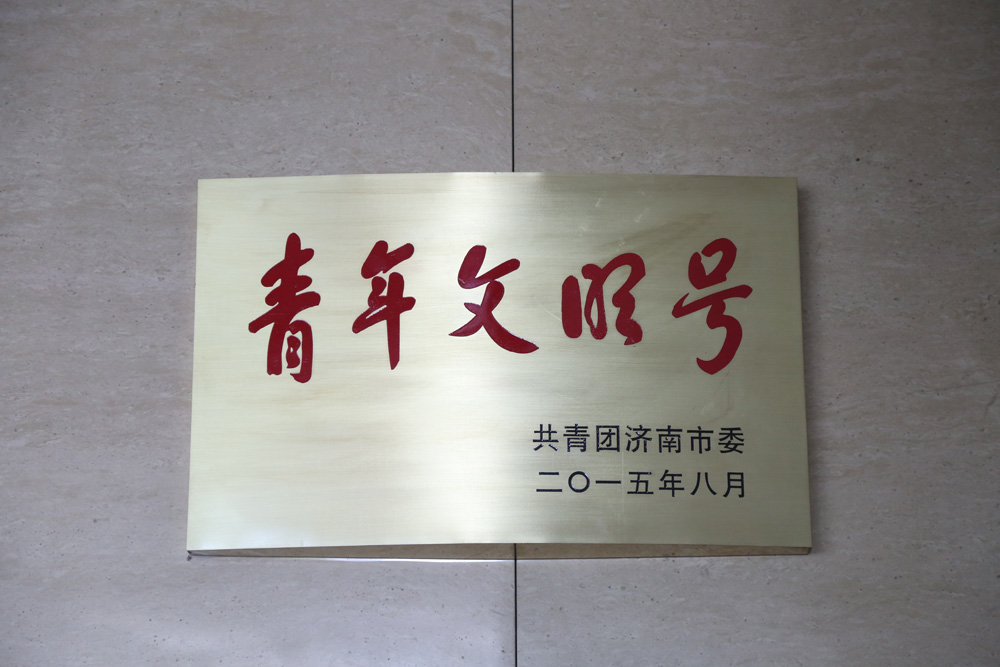 青年文明号
共青团济南市委
二〇一五年八月